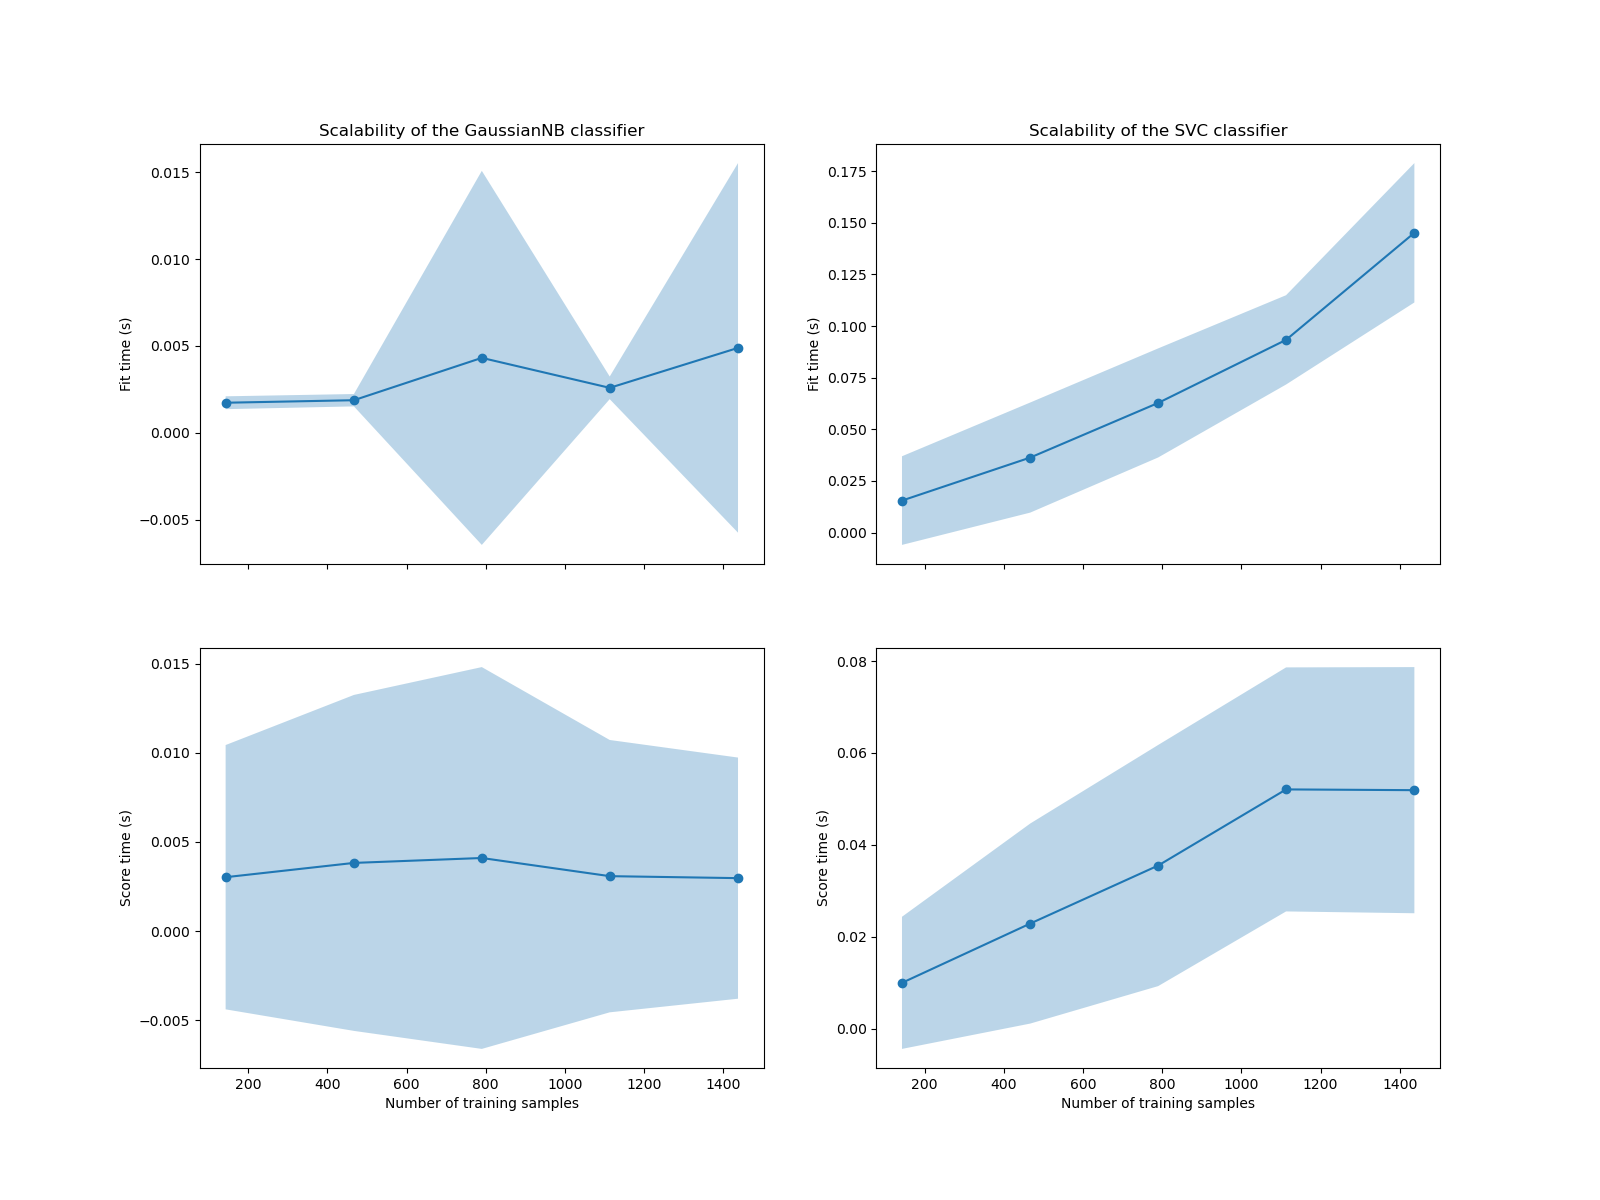 Scalability of the GaussianNB classifier
0.015
0.010
0.005
0.000
−0.005
Fit time (s)
Scalability of the SVC classifier
0.175
0.150
0.125
0.100
0.075
0.050
0.025
0.000
Fit time (s)
0.015
0.010
0.005
0.000
−0.005
Score time (s)
200 400 600 800 1000 1200 1400
Number of training samples
0.08
0.06
0.04
0.02
0.00
Score time (s)
200 400 600 800 1000 1200 1400
Number of training samples